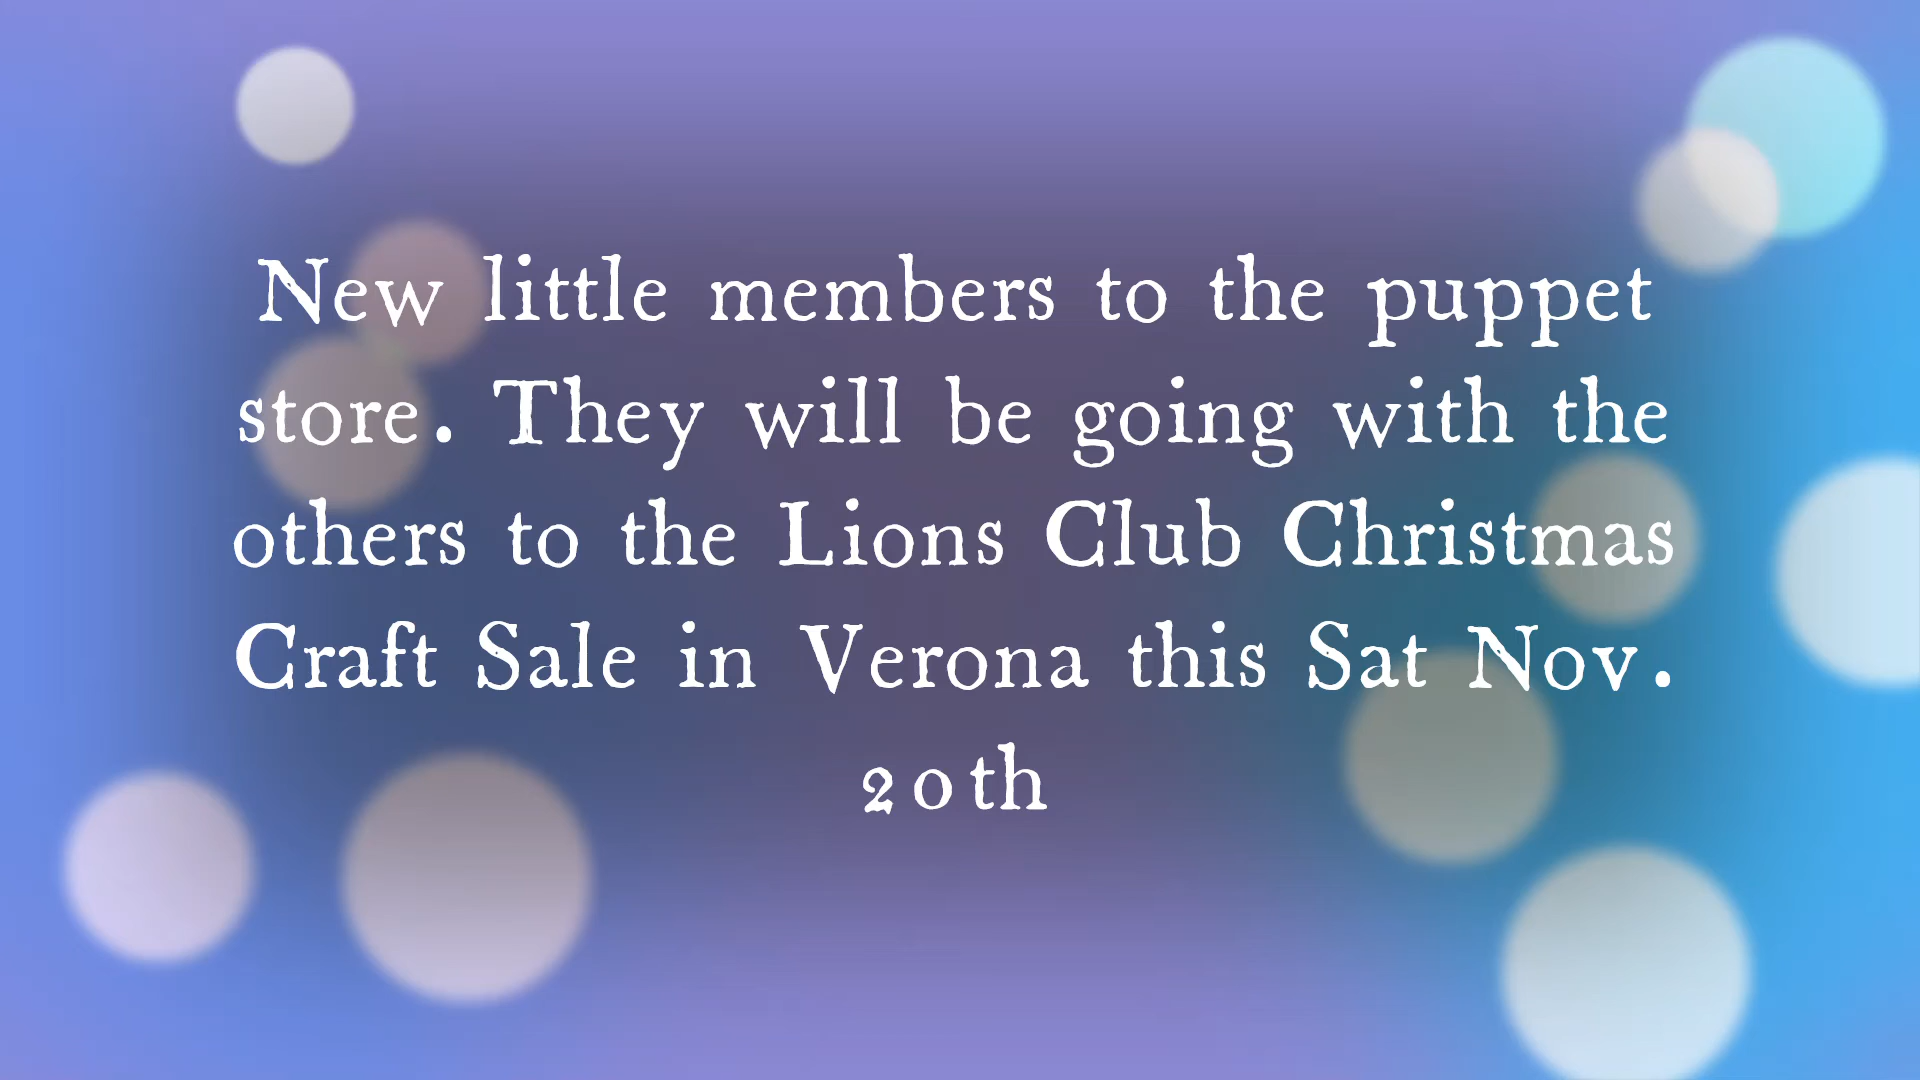 New little members to the puppet
store. They will be going with the
others to the Lions Club Christmas
Craft Sale in Verona this Sat Nov.
20th